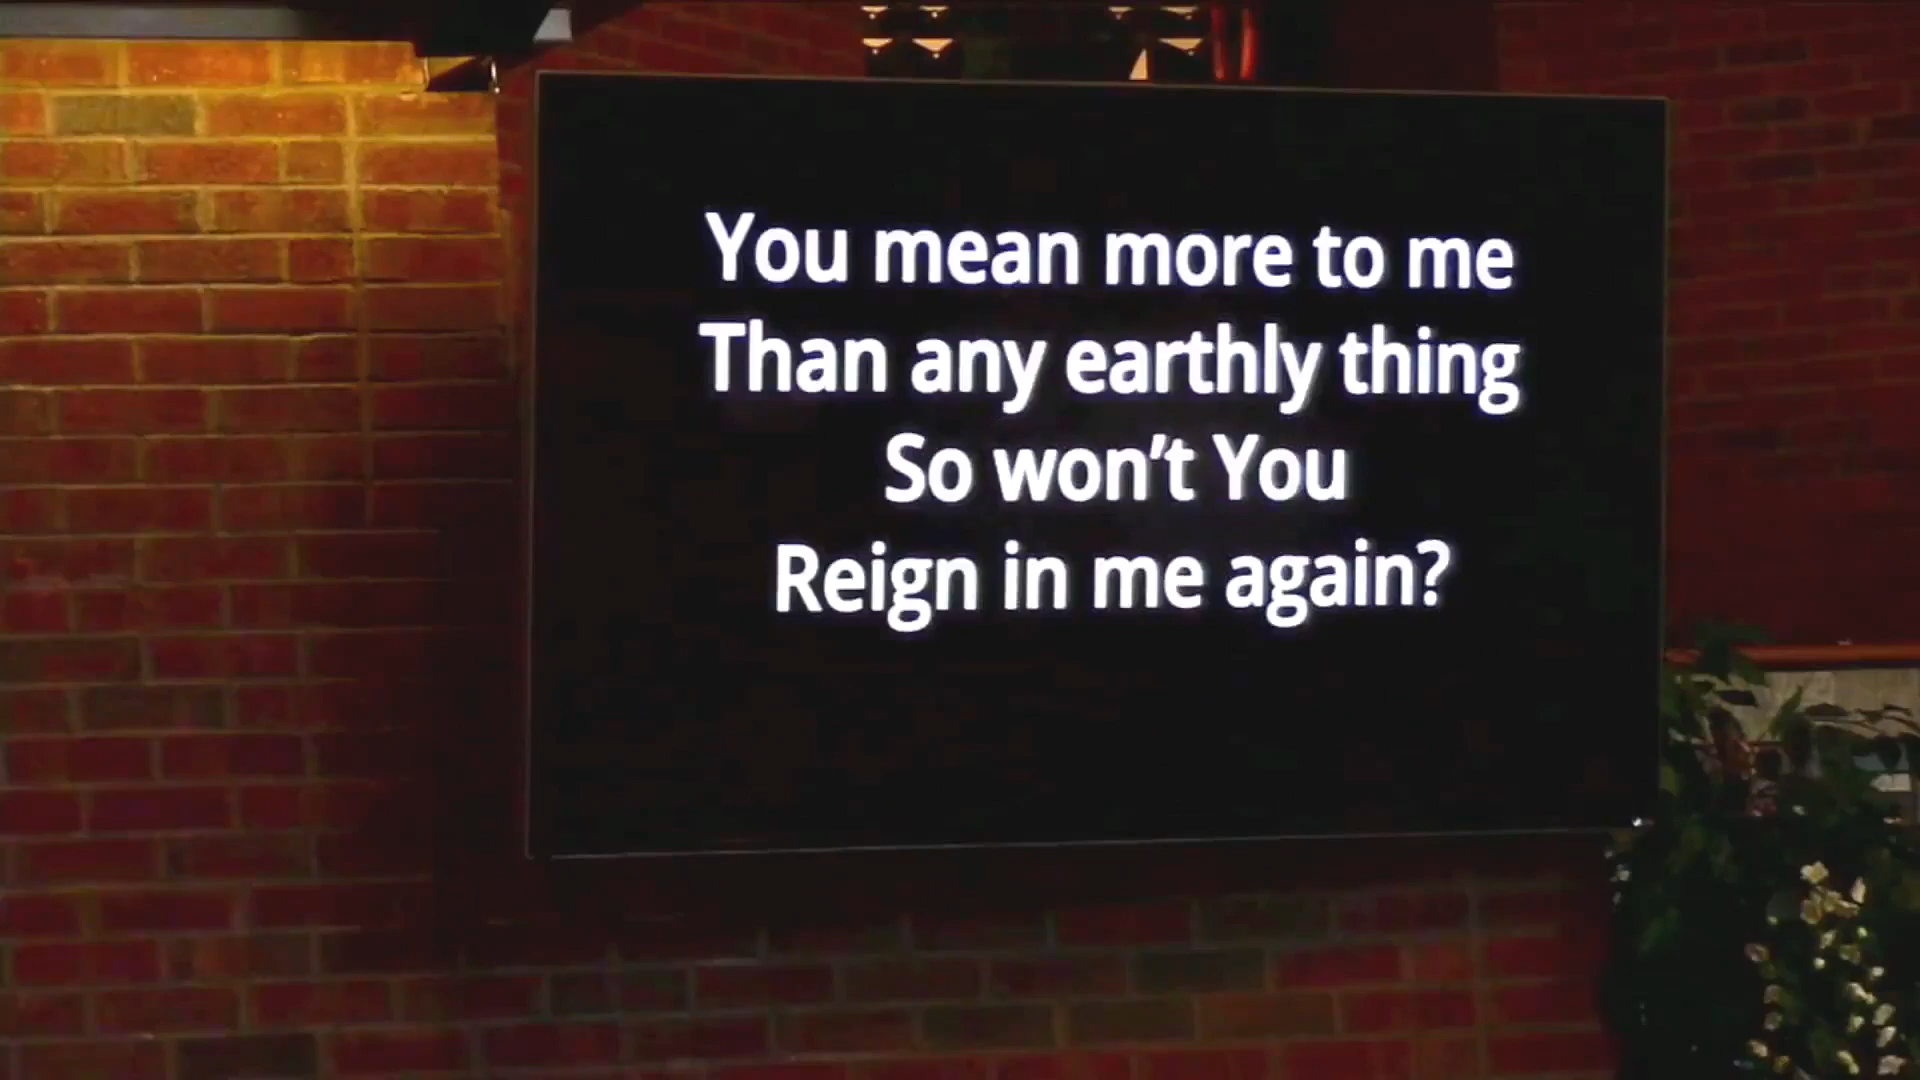 You mean more to me
Than any earthly thing
So won't You
Reign in me again?